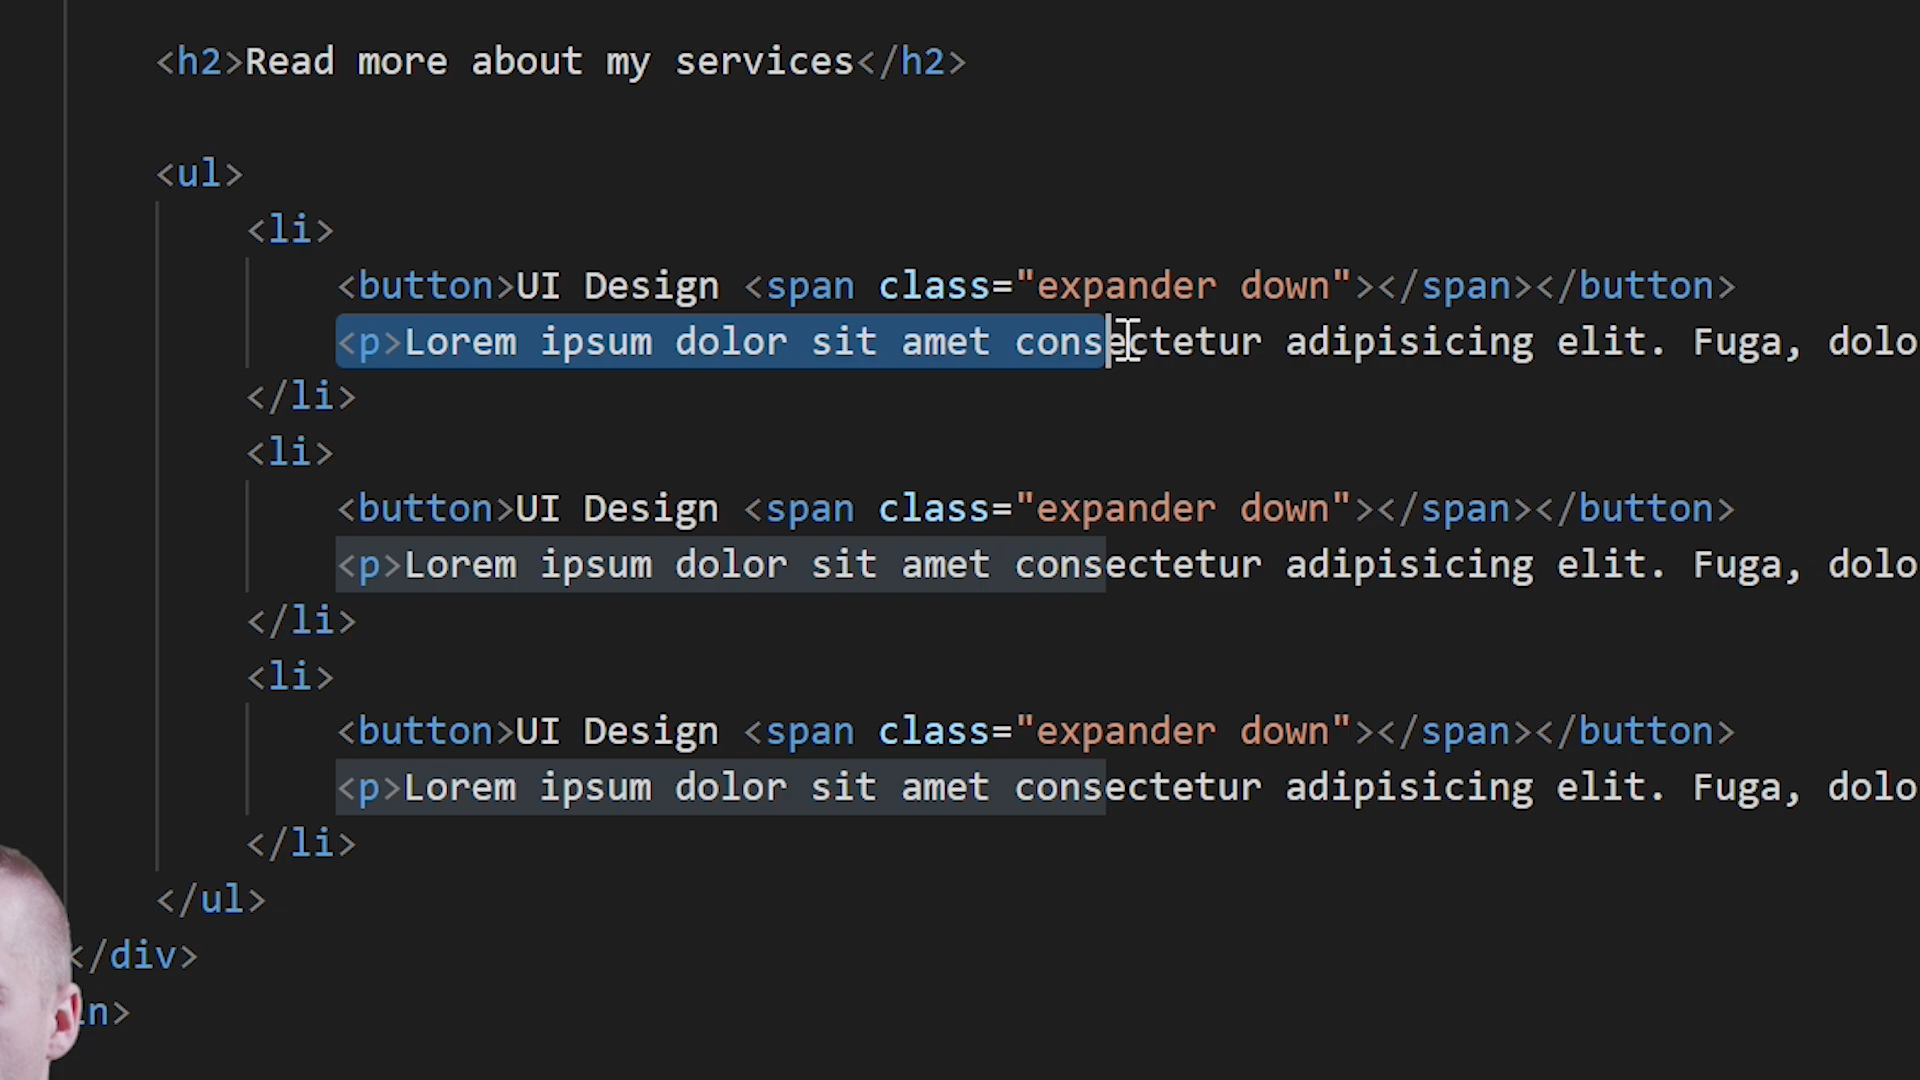 <h2>Read more about my services</h2>
<ul>
<li>
<button>UI Design <span class="expander down"></span></button>
<p>Lorem ipsum dolor sit amet consectetur adipisicing elit. Fuga, dolo
</li>
<li>
<button>UI Design <span class="expander down"></span></button>
<p>Lorem ipsum dolor sit amet consectetur adipisicing elit. Fuga, dolo
</li>
<li>
<button>UI Design <span class="expander down"></span></button>
<p>Lorem ipsum dolor sit amet consectetur adipisicing elit. Fuga, dolo
</li>
</ul>
</div>
n>